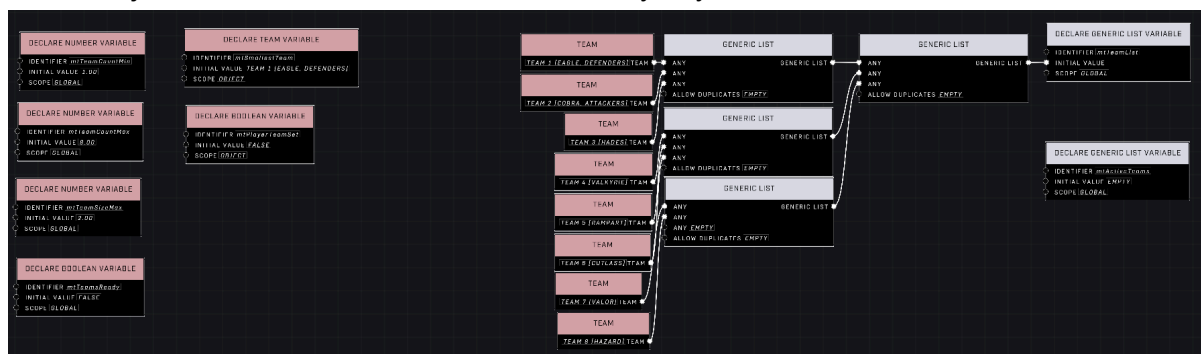 DECLARE NUMBER VARIABLE
IDENTIFIER mtTeamCountMin
INITIAL VALUE 2.00
SCOPE GLOBAL
DECLARE NUMBER VARIABLE
IDENTIFIER mtTeamCountMax
INITIAL VALUE 8.00
SCOPE GLOBAL
DECLARE NUMBER VARIABLE
IDENTIFIER mtTeamSizeMax
INITIAL VALUE 2.00
SCOPE GLOBAL
DECLARE BOOLEAN VARIABLE
IDENTIFIER mtTeamsReady
INITIAL VALUE FALSE
SCOPE GLOBAL
DECLARE TEAM VARIABLE
IDENTIFIER mtSmallestTeam
INITIAL VALUE TEAM 1 [EAGLE, DEFENDERS]
SCOPE OBJECT
DECLARE BOOLEAN VARIABLE
IDENTIFIER mtPlayerTeamSet
INITIAL VALUE FALSE
SCOPE OBJECT
TEAM
TEAM 1 [EAGLE, DEFENDERS] TEAM
TEAM
TEAM 2 [COBRA, ATTACKERS] TEAM
TEAM
TEAM 3 [HADES] TEAM
TEAM
TEAM 4 [VALKYRIE] TEAM
TEAM
TEAM 5 [RAMPART] TEAM
TEAM
TEAM 6 [CUTLASS] TEAM
TEAM
TEAM 7 [VALOR] TEAM
TEAM
TEAM 8 [HAZARD] TEAM
GENERIC LIST
ANY GENERIC LIST
ANY
ANY
ALLOW DUPLICATES EMPTY
GENERIC LIST
ANY GENERIC LIST
ANY
ANY
ALLOW DUPLICATES EMPTY
GENERIC LIST
ANY GENERIC LIST
ANY
ANY EMPTY
ALLOW DUPLICATES EMPTY
GENERIC LIST
ANY GENERIC LIST
ANY
ANY
ALLOW DUPLICATES EMPTY
DECLARE GENERIC LIST VARIABLE
IDENTIFIER mtTeamList
INITIAL VALUE
SCOPE GLOBAL
DECLARE GENERIC LIST VARIABLE
IDENTIFIER mtActiveTeams
INITIAL VALUE EMPTY
SCOPE GLOBAL